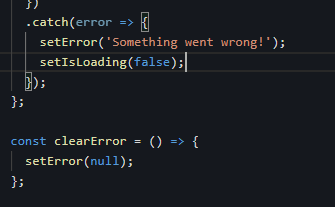 })
.catch(error => {
setError('Something went wrong!');
setIsLoading(false);
});
};
const clearError = () => {
setError(null);
};